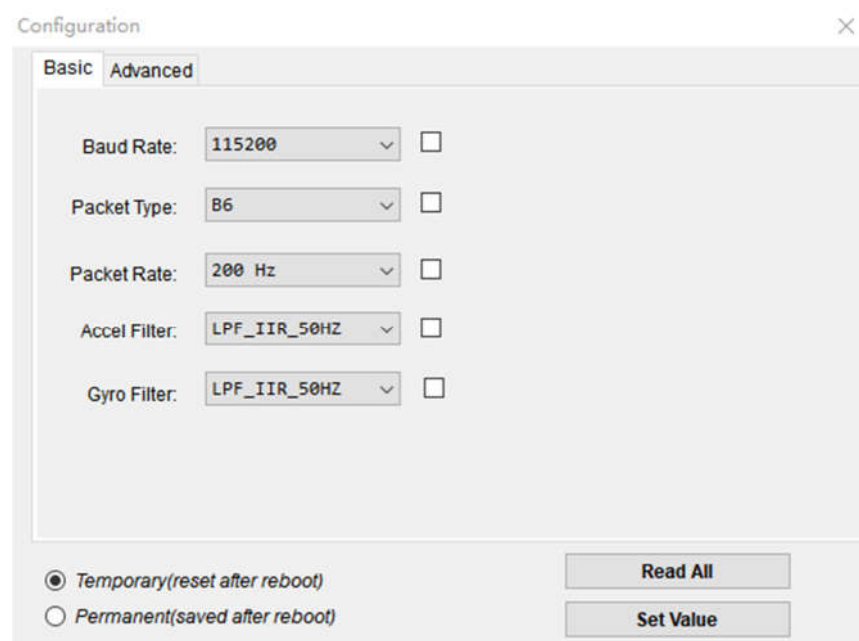 Configuration
Basic Advanced
Baud Rate: 115200
Packet Type: B6
Packet Rate: 200 Hz
Accel Filter: LPF_IIR_50HZ
Gyro Filter: LPF_IIR_50HZ
Temporary(reset after reboot) Read All
Permanent(saved after reboot) Set Value